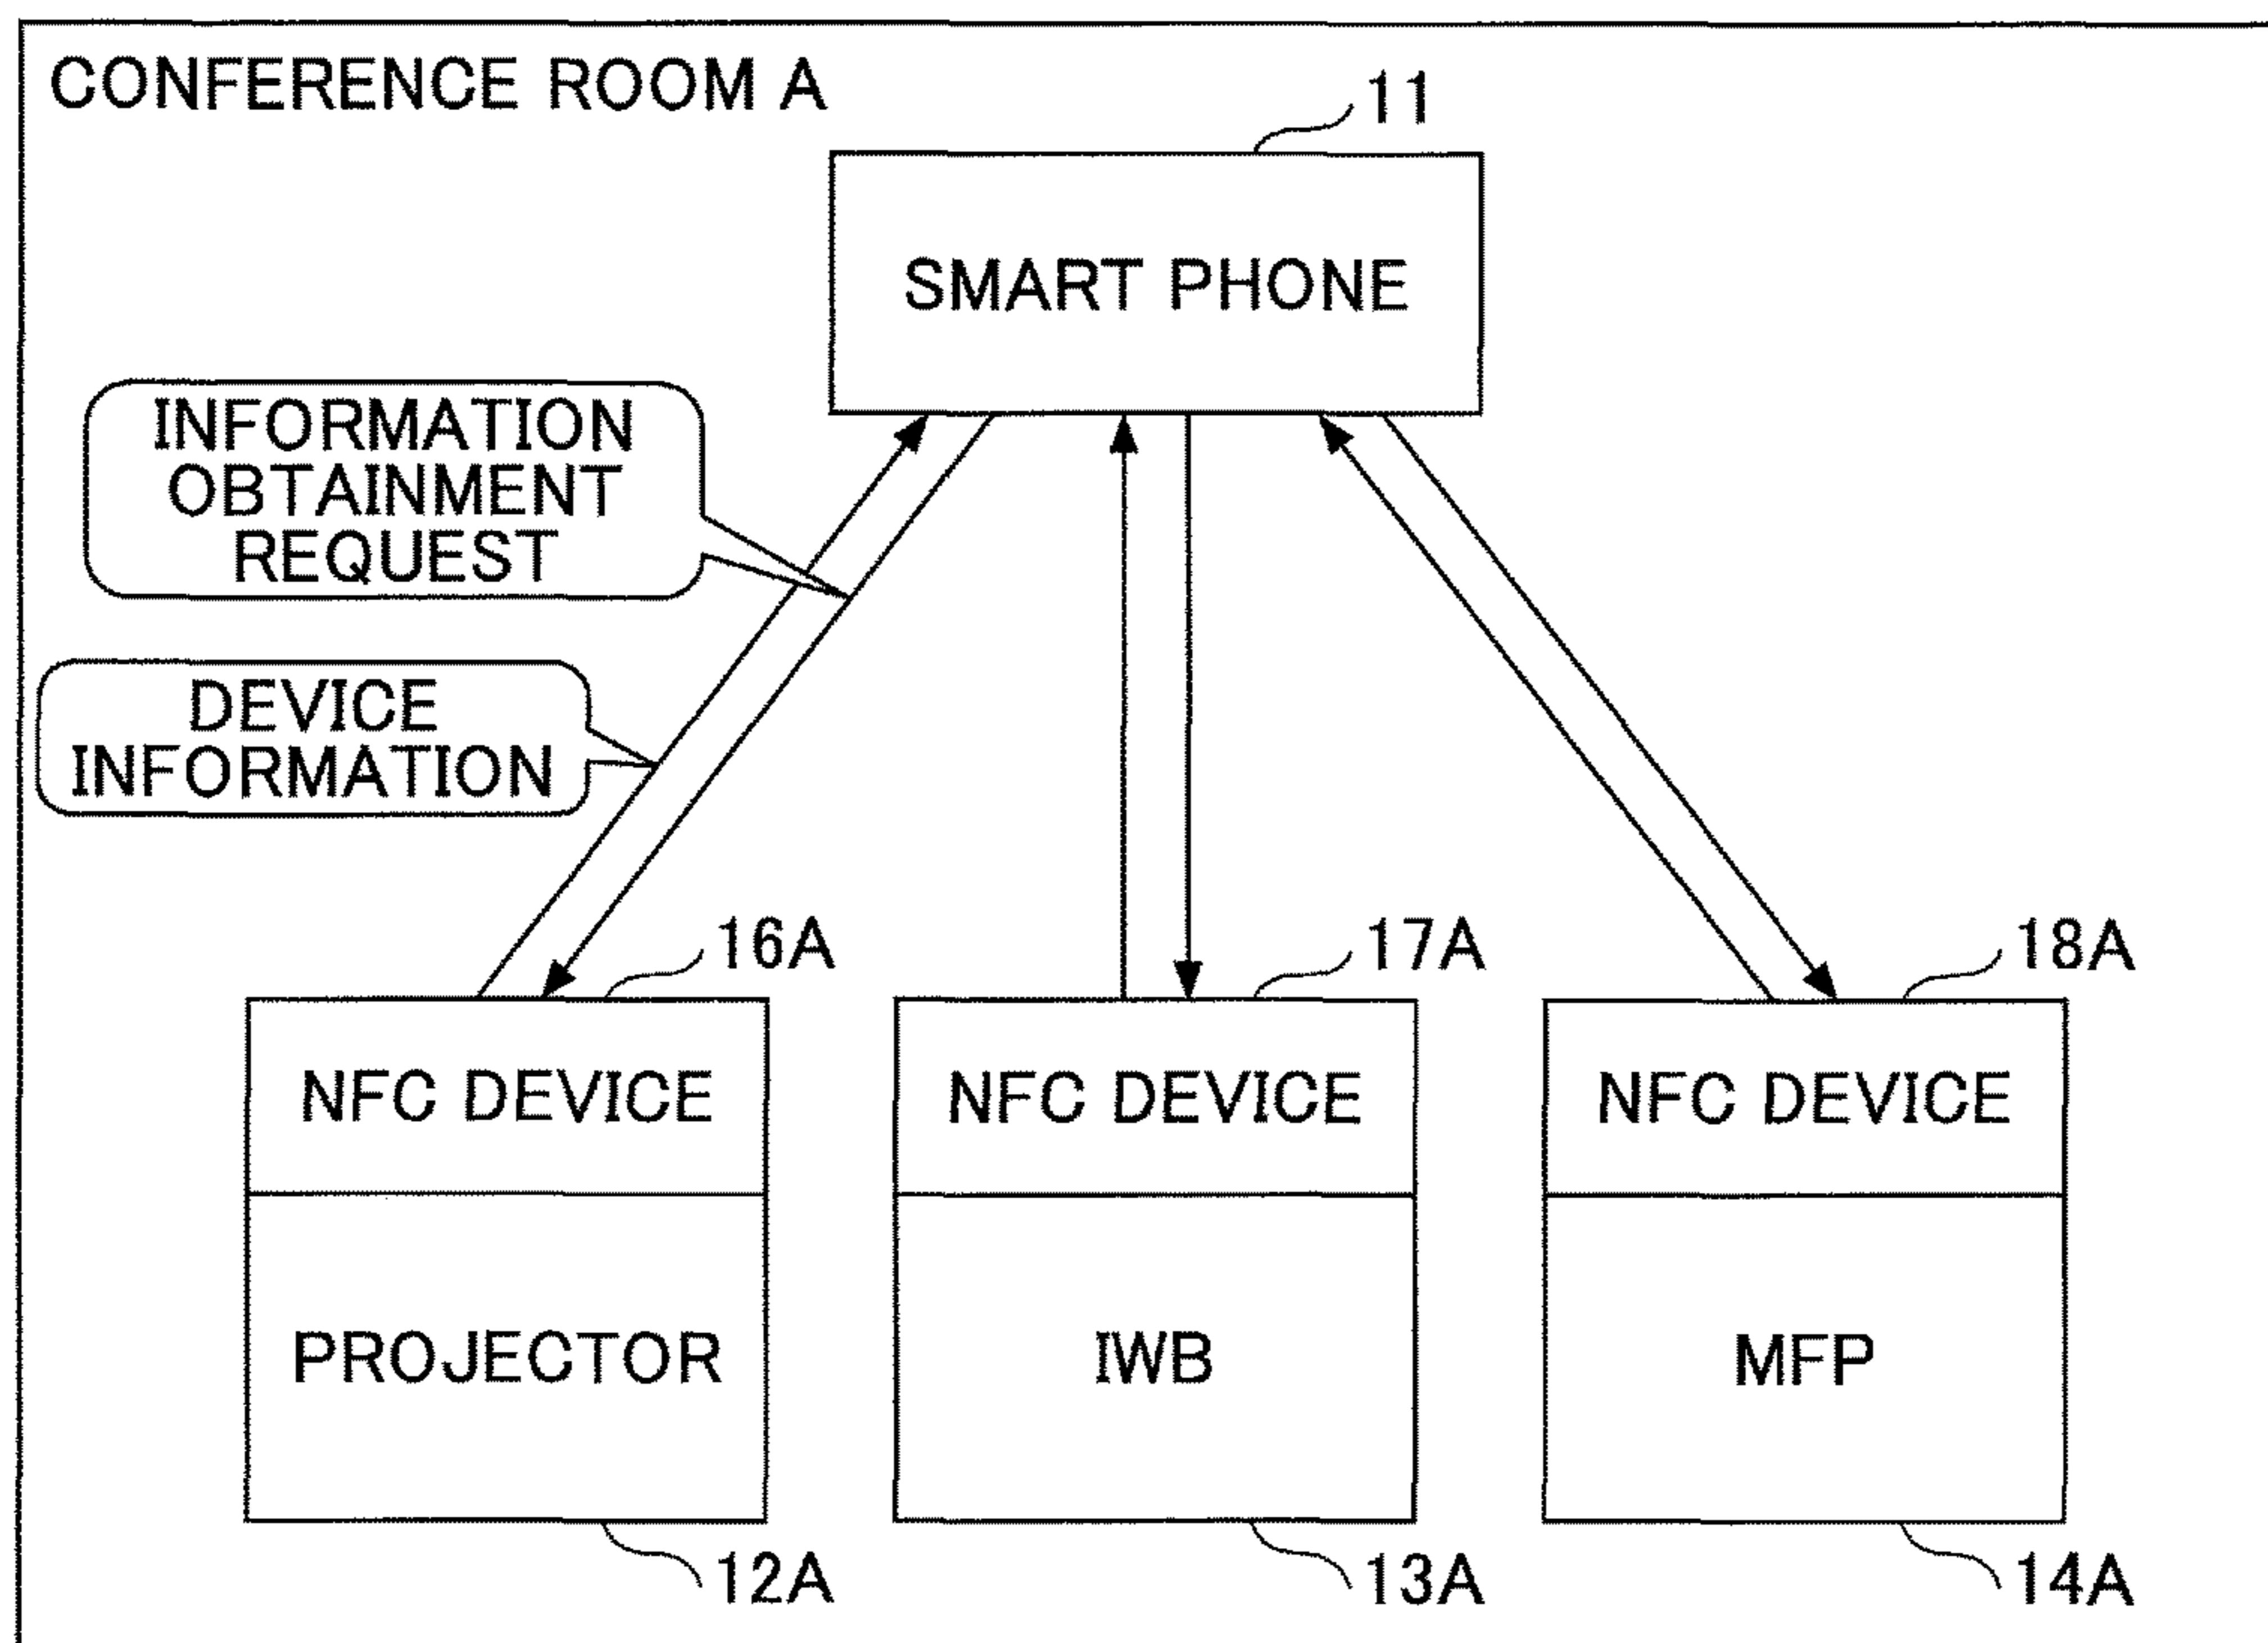 CONFERENCE ROOM A
11
SMART PHONE
INFORMATION
OBTAINMENT
REQUEST
DEVICE
INFORMATION
16A
17A
18A
NFC DEVICE
NFC DEVICE
NFC DEVICE
PROJECTOR
IWB
MFP
12A
13A
14A